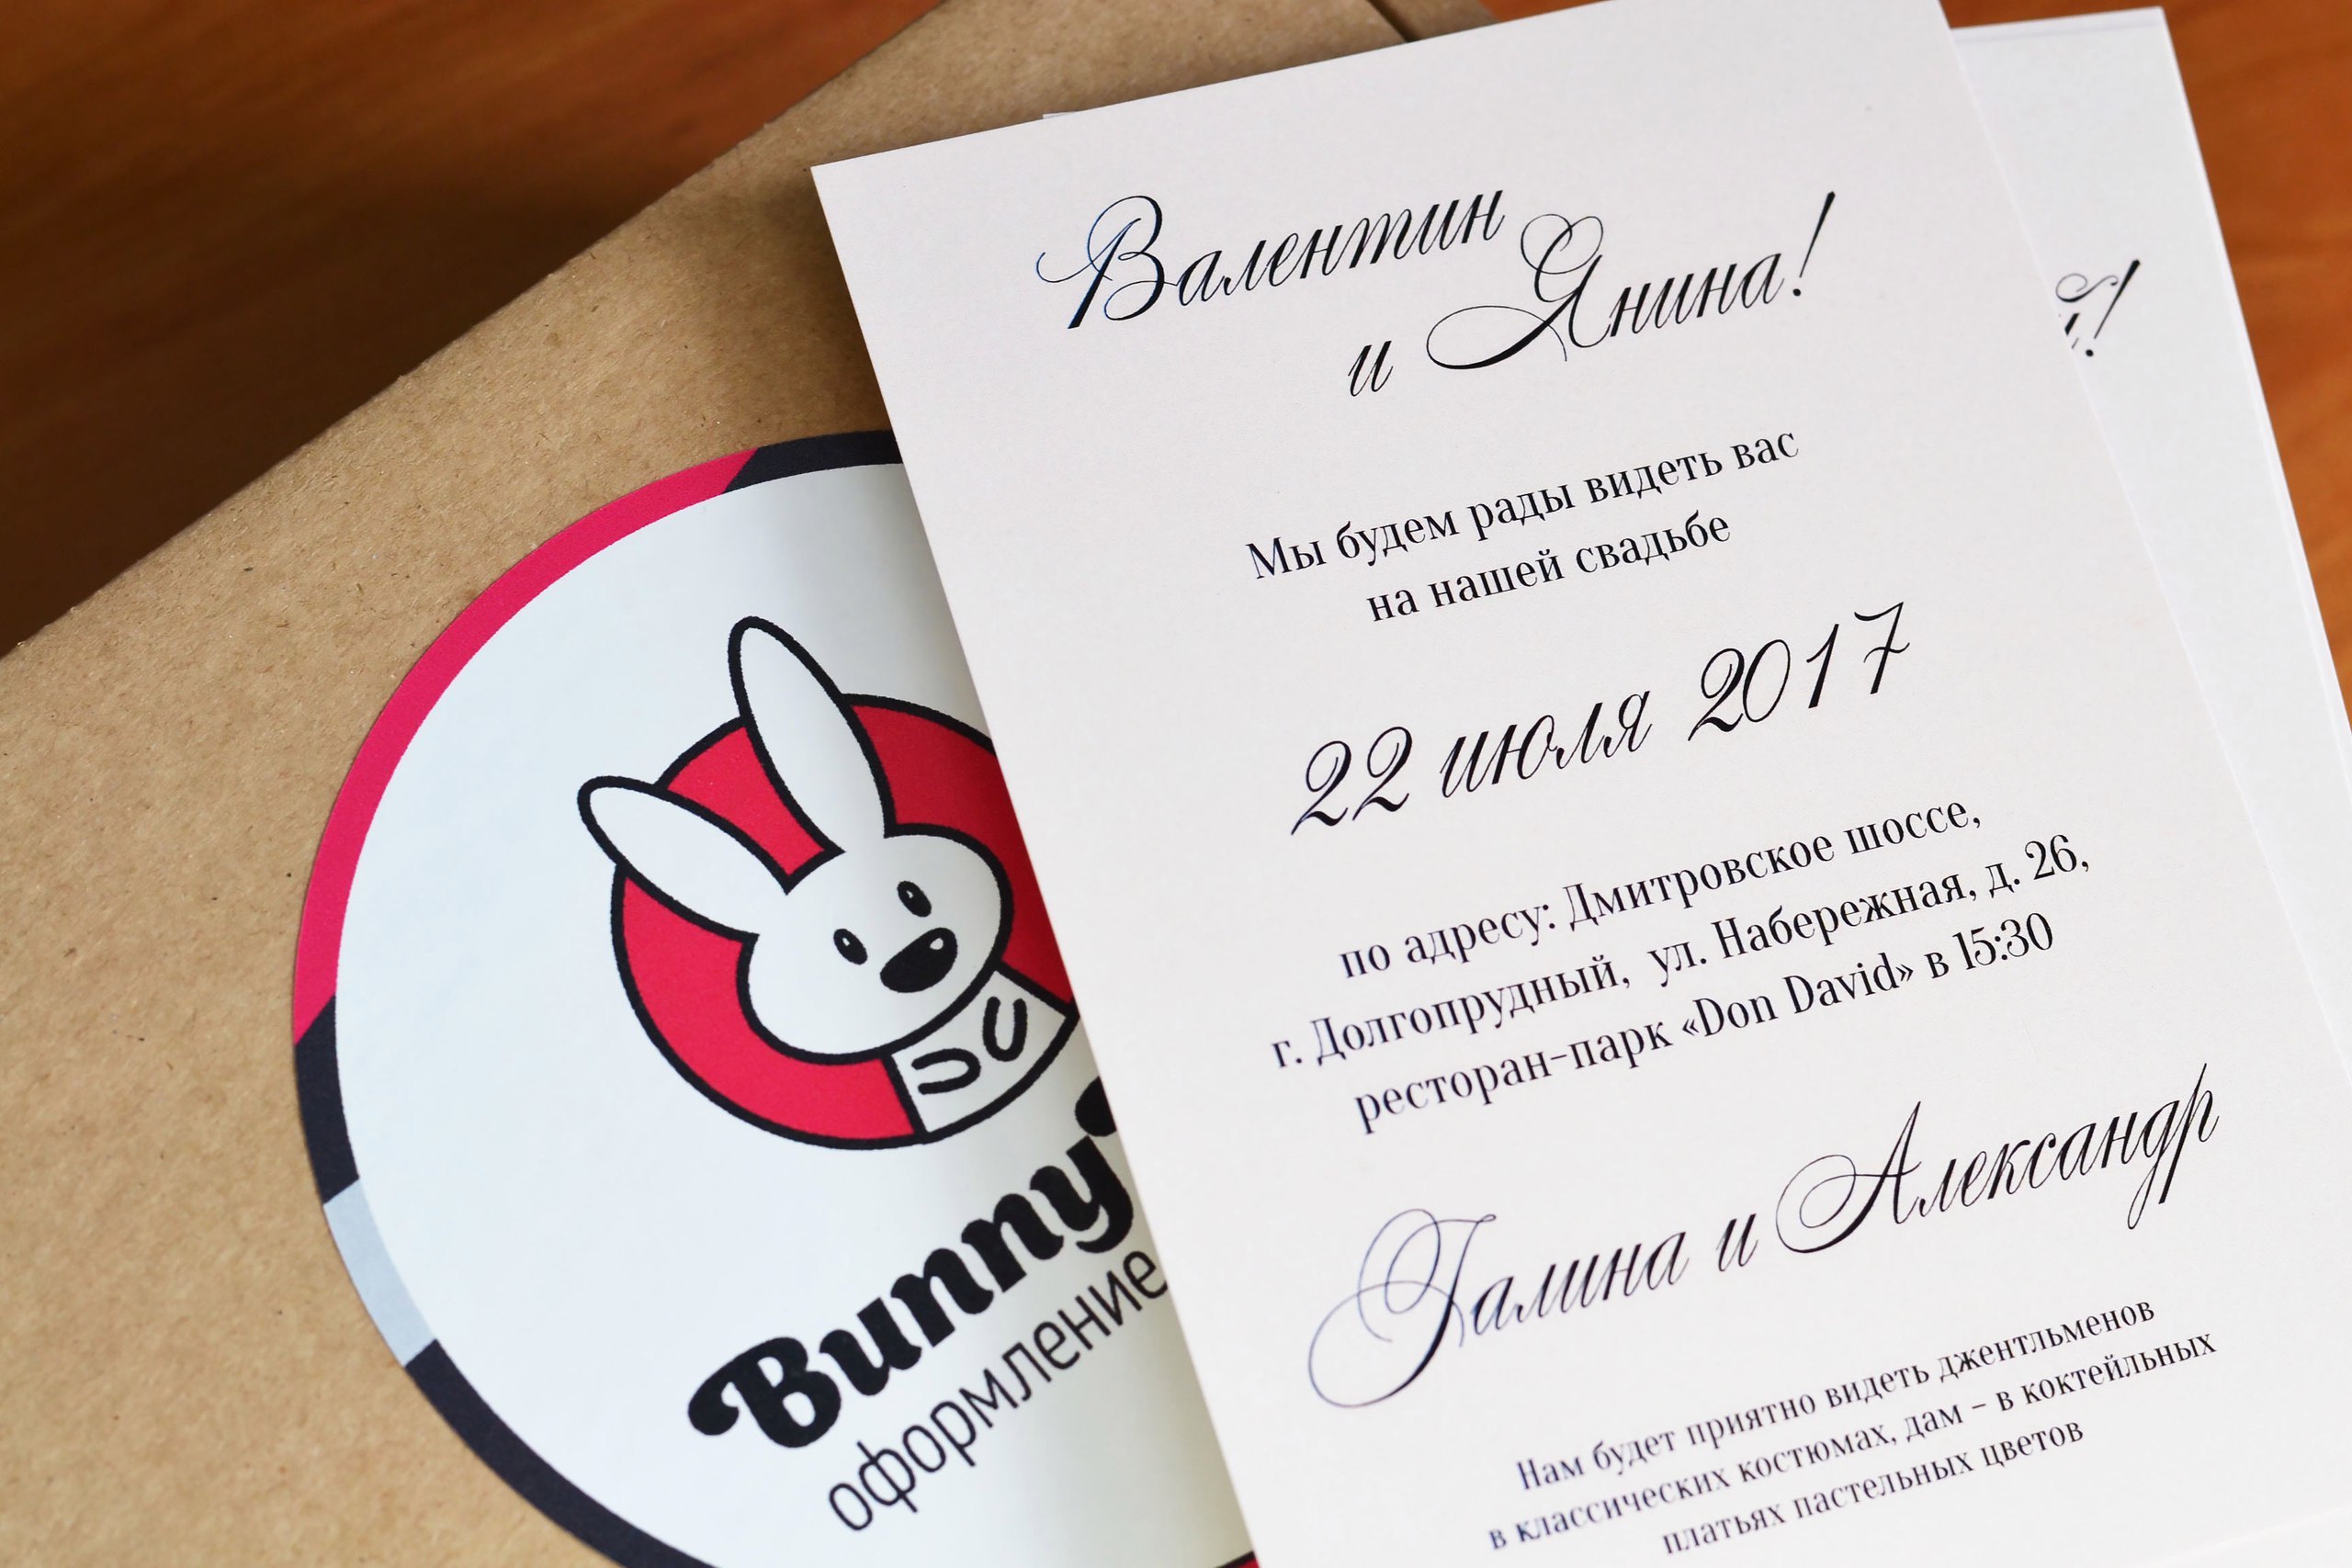 Валентин
и Янина!
Мы будем рады видеть вас
на нашей свадьбе
22 июля 2017
по адресу: Дмитровское шоссе,
г. Долгопрудный, ул. Набережная, д. 26,
ресторан-парк «Don David» в 15:30
Галина и Александр
Нам будет приятно видеть джентльменов
в классических костюмах, дам – в коктейльных
платьях пастельных цветов
Bunny
оформление